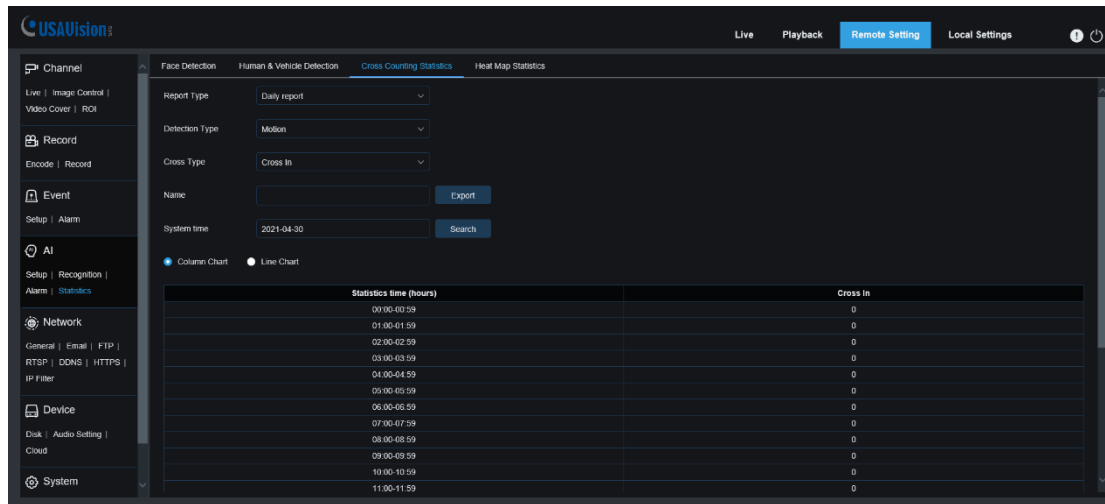 USAVision
Live Playback Remote Setting Local Settings
Channel
Live | Image Control |
Video Cover | ROI
Record
Encode | Record
Event
Setup | Alarm
AI
Setup | Recognition |
Alarm | Statistics
Network
General | Email | FTP |
RTSP | DDNS | HTTPS |
IP Filter
Device
Disk | Audio Setting |
Cloud
System
Face Detection Human & Vehicle Detection Cross Counting Statistics Heat Map Statistics
Report Type Daily report
Detection Type Motion
Cross Type Cross In
Name Export
System time 2021-04-30 Search
Column Chart Line Chart
Statistics time (hours) Cross In
00:00-00:59 0
01:00-01:59 0
02:00-02:59 0
03:00-03:59 0
04:00-04:59 0
05:00-05:59 0
06:00-06:59 0
07:00-07:59 0
08:00-08:59 0
09:00-09:59 0
10:00-10:59 0
11:00-11:59 0